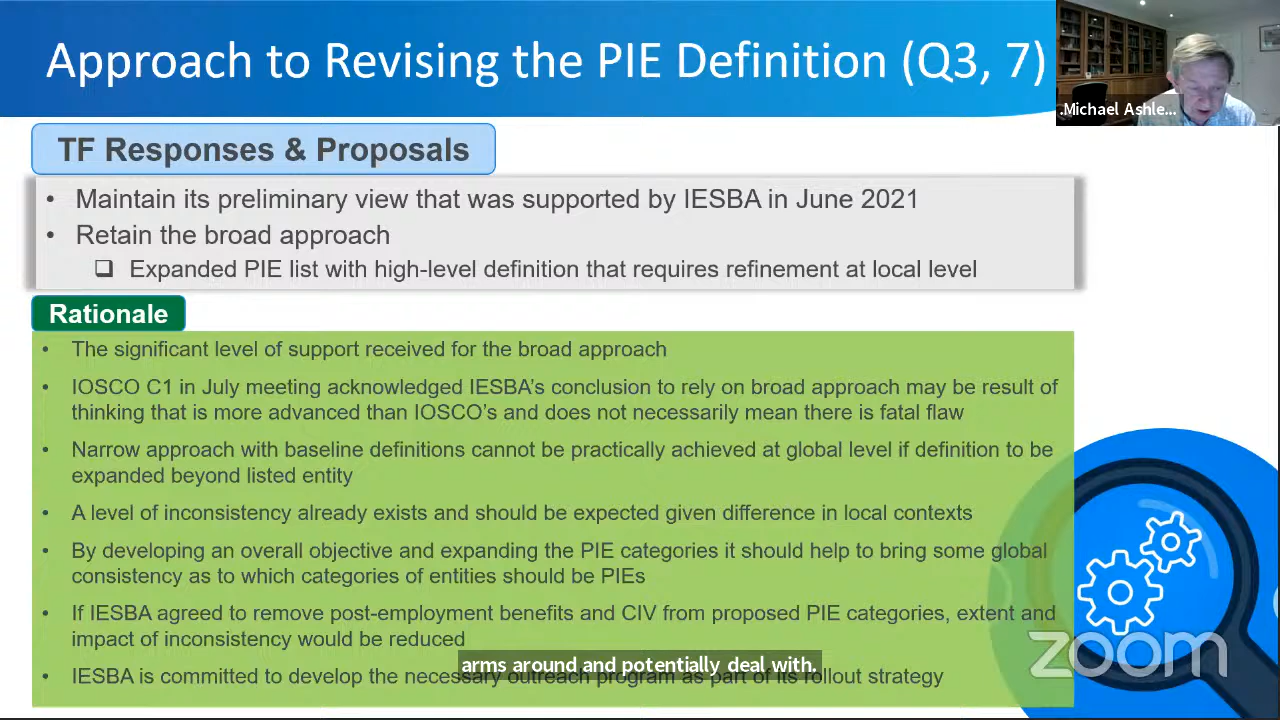 Approach to Revising the PIE Definition (Q3, 7)
.Michael Ashle...
TF Responses & Proposals
• Maintain its preliminary view that was supported by IESBA in June 2021
• Retain the broad approach
❑ Expanded PIE list with high-level definition that requires refinement at local level
Rationale
• The significant level of support received for the broad approach
• IOSCO C1 in July meeting acknowledged IESBA's conclusion to rely on broad approach may be result of
thinking that is more advanced than IOSCO's and does not necessarily mean there is fatal flaw
• Narrow approach with baseline definitions cannot be practically achieved at global level if definition to be
expanded beyond listed entity
• A level of inconsistency already exists and should be expected given difference in local contexts
• By developing an overall objective and expanding the PIE categories it should help to bring some global
consistency as to which categories of entities should be PIEs
• If IESBA agreed to remove post-employment benefits and CIV from proposed PIE categories, extent and
impact of inconsistency would be reduced
arms around and potentially deal with.
• IESBA is committed to develop the necessary outreach program as part of its rollout strategy
zoom